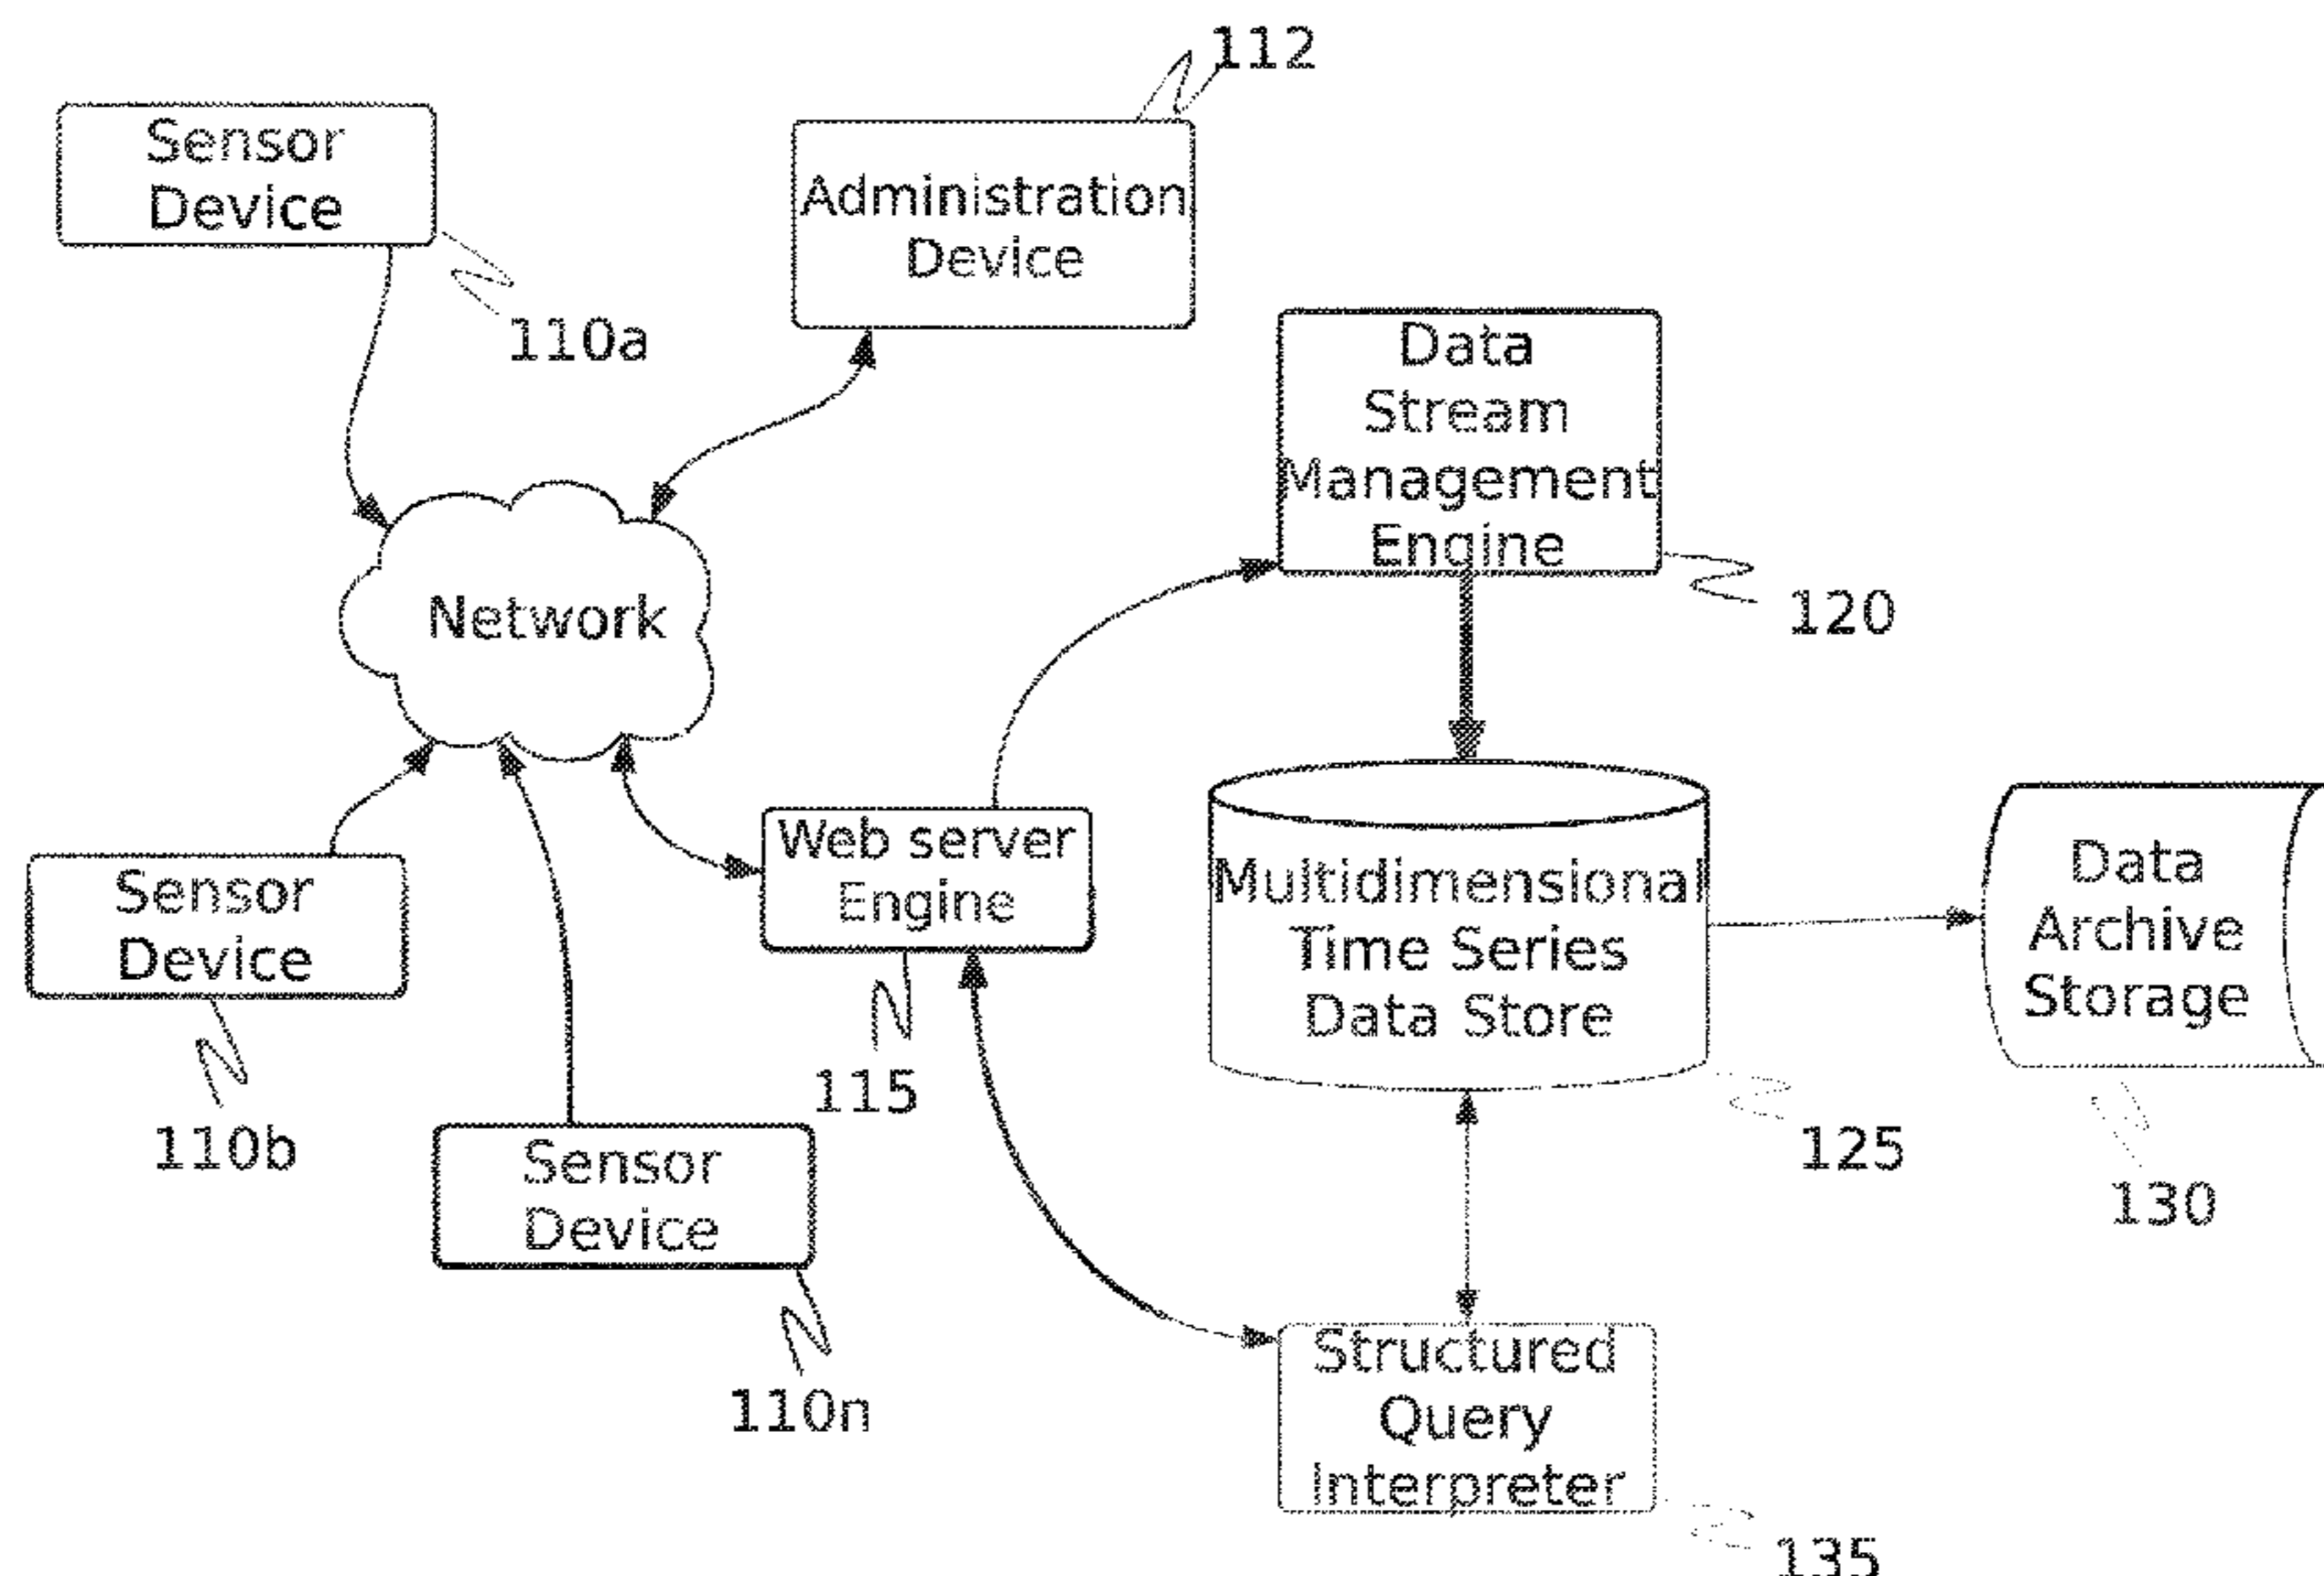 112
Sensor
Device
Administration
Device
110a
Data
Stream
Management
Engine
Network
120
Web server
Engine
Multidimensional
Time Series
Data Store
Data
Archive
Storage
Sensor
Device
115
110b
125
130
Sensor
Device
110n
Structured
Query
Interpreter
135